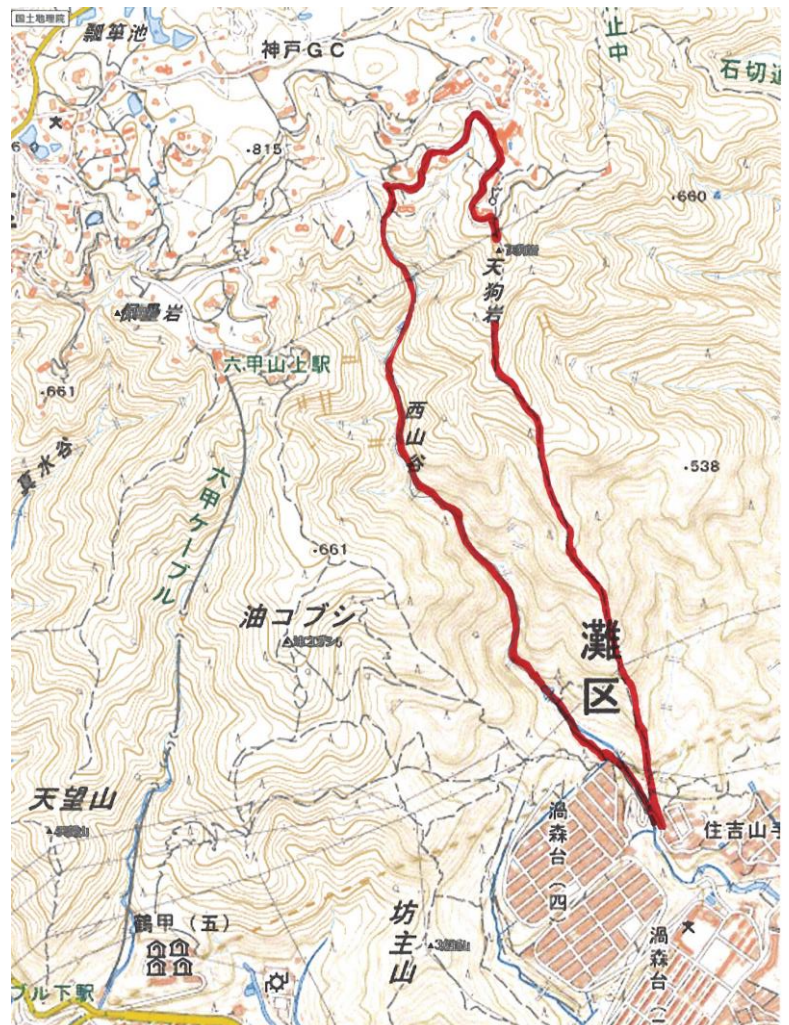 国土地理院
瓢箪池
神戸GC
止中
石切道
・815
・660
天狗岩
六甲山上駅
・661
西山谷
真水谷
・538
六甲ケーブル
・661
油コブシ
灘区
天望山
渦森台(四)
住吉山手
鶴甲(五)
坊主山
渦森台(一
ブル下駅